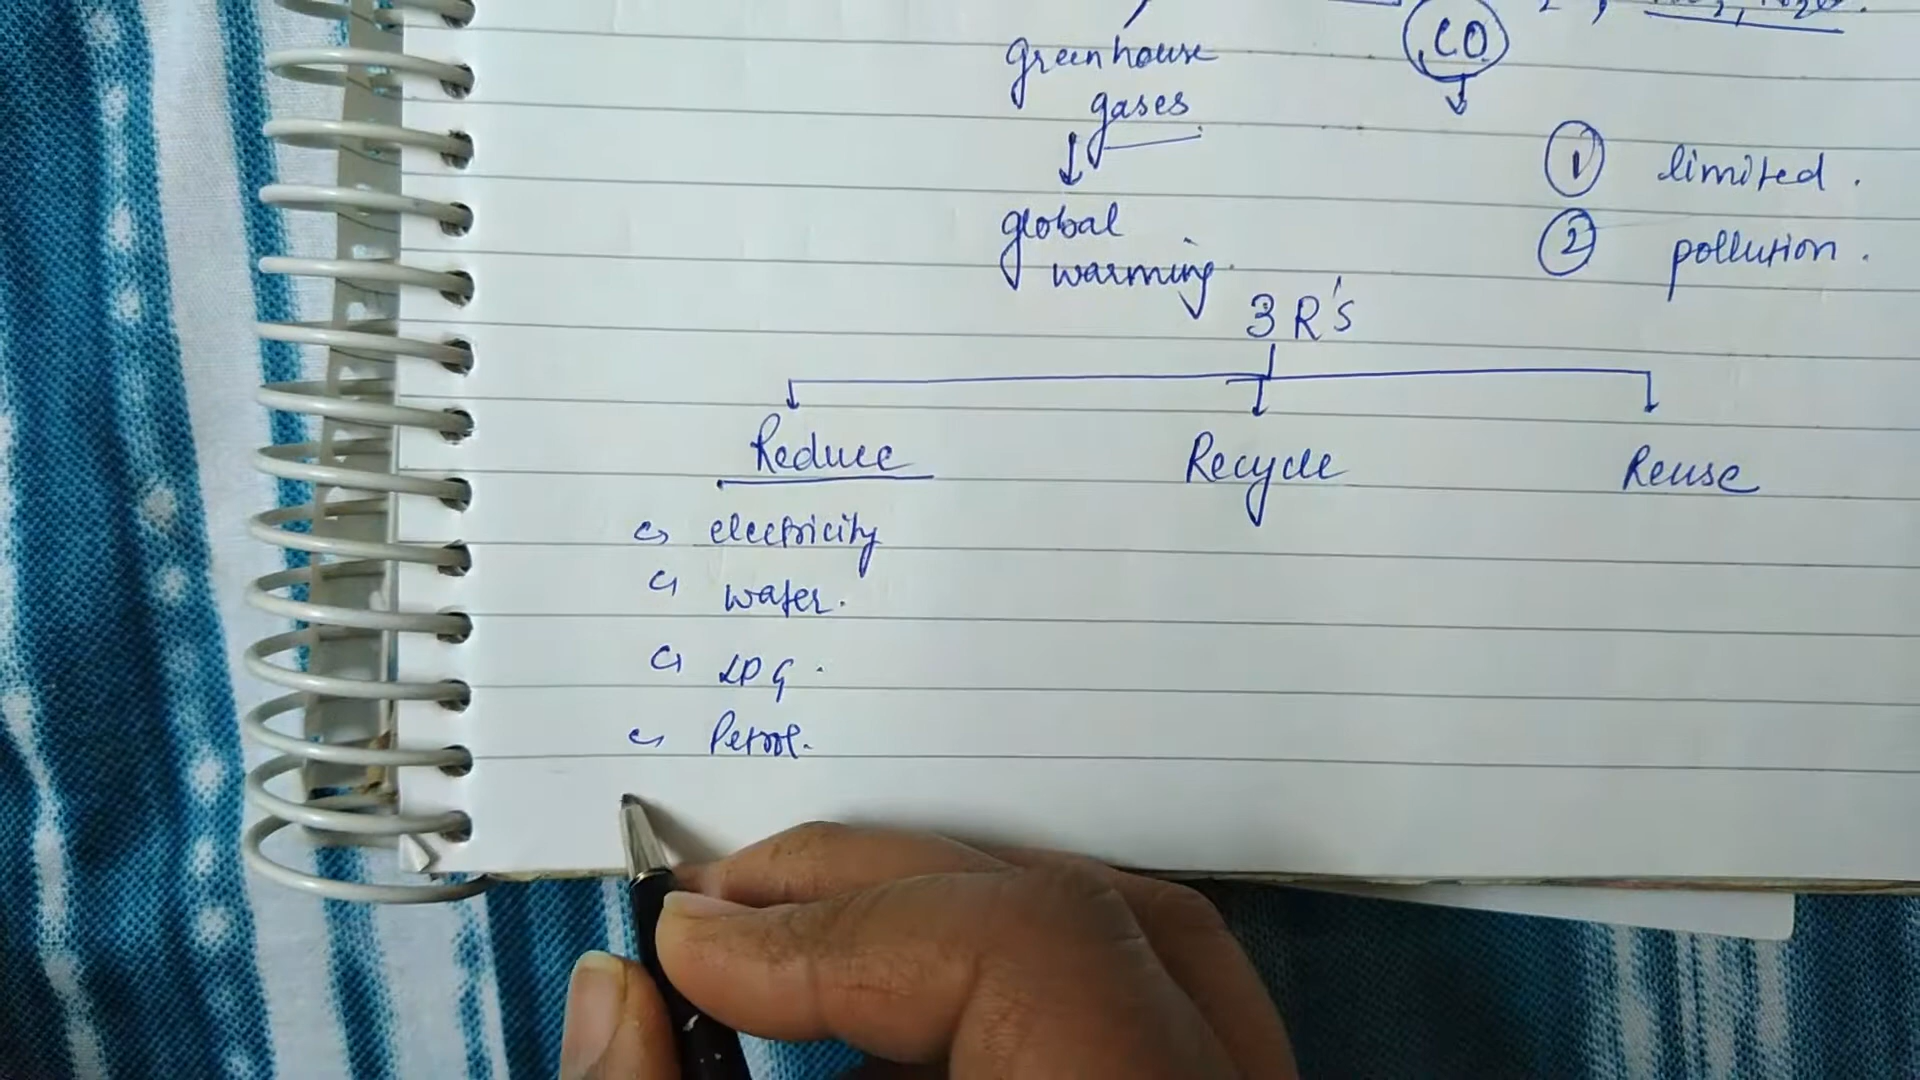 CO
greenhouse
gases
global
warming.
① limited.
② pollution.
3 R's
Reduce Recycle Reuse
electricity
water.
LPG.
Petrol.